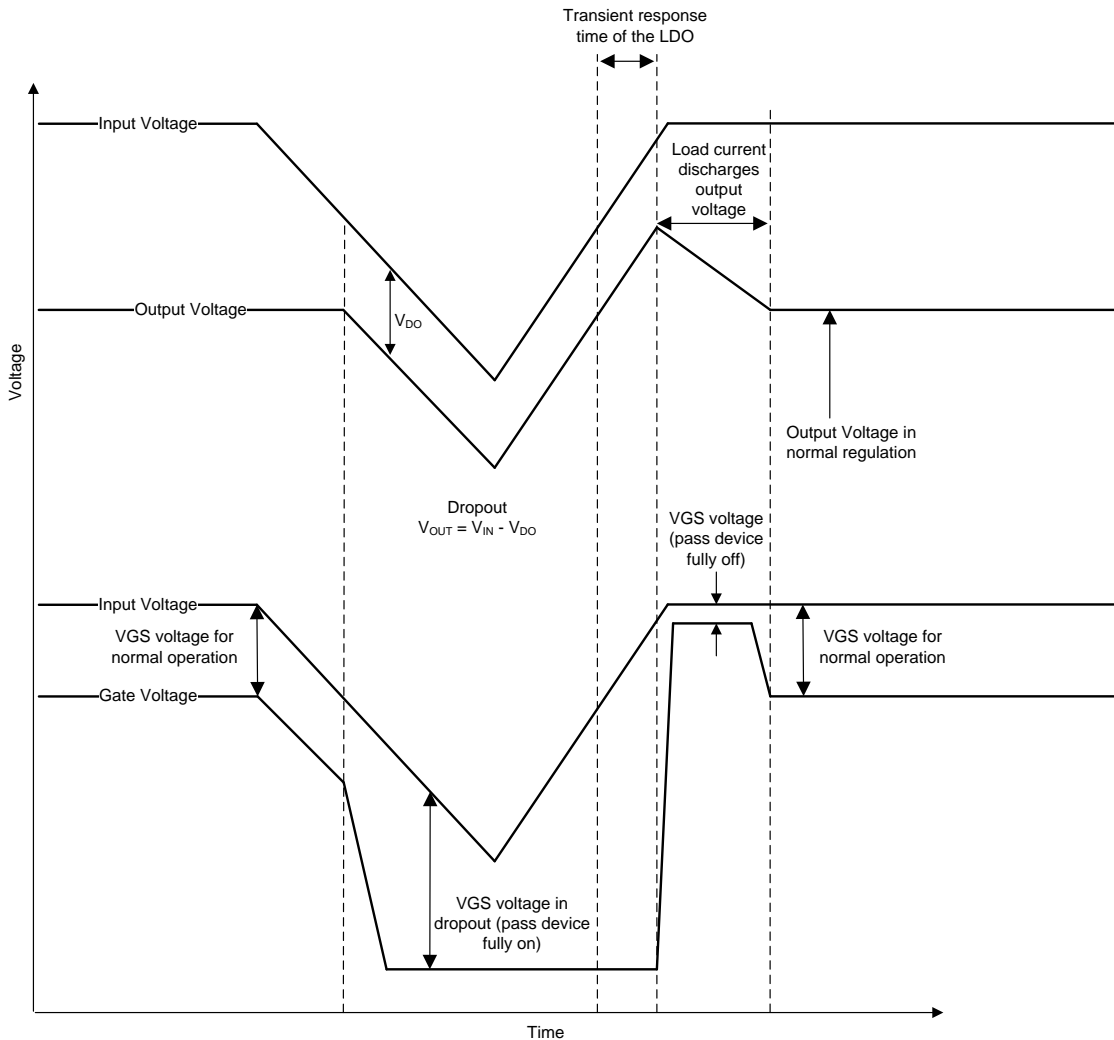 Transient response
time of the LDO
Input Voltage
Load current
discharges
output
voltage
Output Voltage
VDO
Voltage
Output Voltage in
normal regulation
Dropout
VOUT = VIN - VDO
VGS voltage
(pass device
fully off)
Input Voltage
VGS voltage for
normal operation
VGS voltage for
normal operation
Gate Voltage
VGS voltage in
dropout (pass device
fully on)
Time